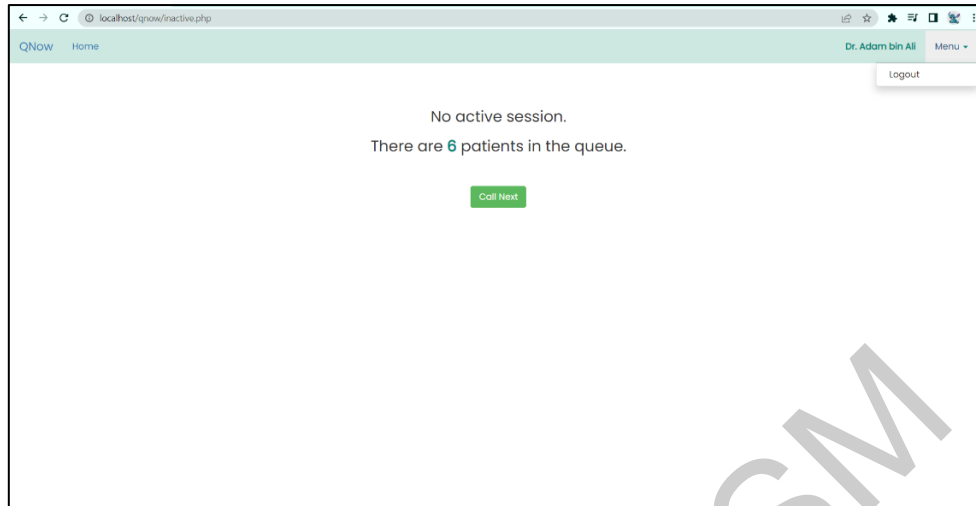 localhost/qnow/inactive.php
QNow Home Dr. Adam bin Ali Menu
Logout
No active session.
There are 6 patients in the queue.
Call Next
SM